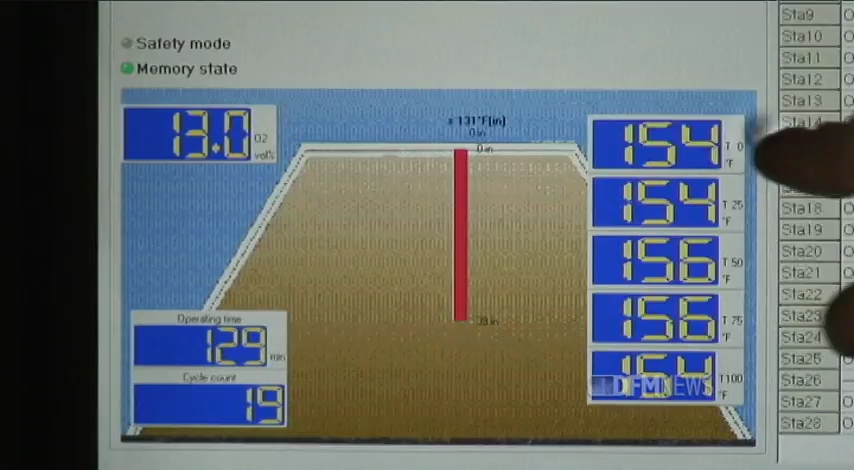 Safety mode
Memory state
13.0 O2 vol%
± 131°F(in)
0 in
0 in
39 in
154 T 0 °F
154 T 25 °F
156 T 50 °F
156 T 75 °F
154 T100 °F
Operating time
129 min
Cycle count
19
DFMNEWS
Sta9 O
Sta10 O
Sta11 O
Sta12 O
Sta13 O
Sta14
Sta18 O
Sta19 O
Sta20 O
Sta21 O
Sta22 O
Sta23
Sta24
Sta25 O
Sta26
Sta27 O
Sta28 O